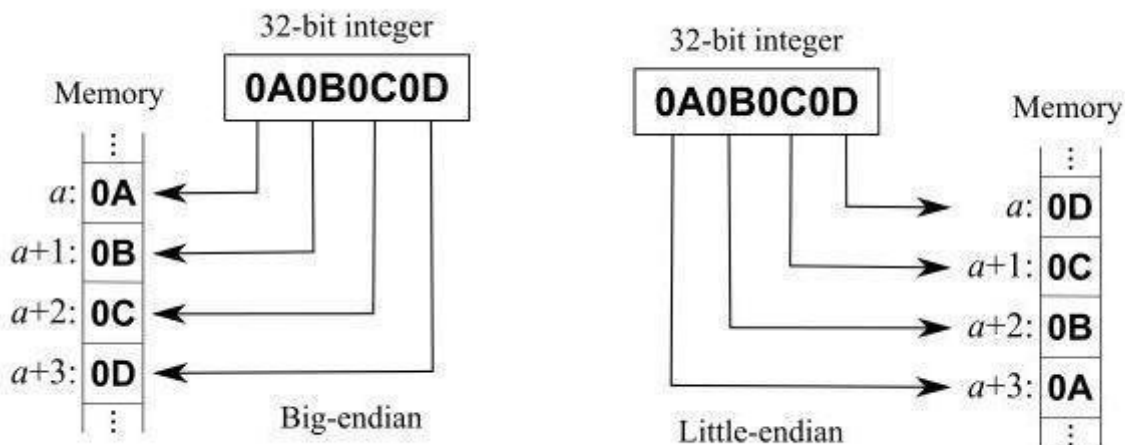 32-bit integer
0A0B0C0D
Memory
⋮
a: 0A
a+1: 0B
a+2: 0C
a+3: 0D
⋮
Big-endian
32-bit integer
0A0B0C0D
Memory
⋮
a: 0D
a+1: 0C
a+2: 0B
a+3: 0A
⋮
Little-endian